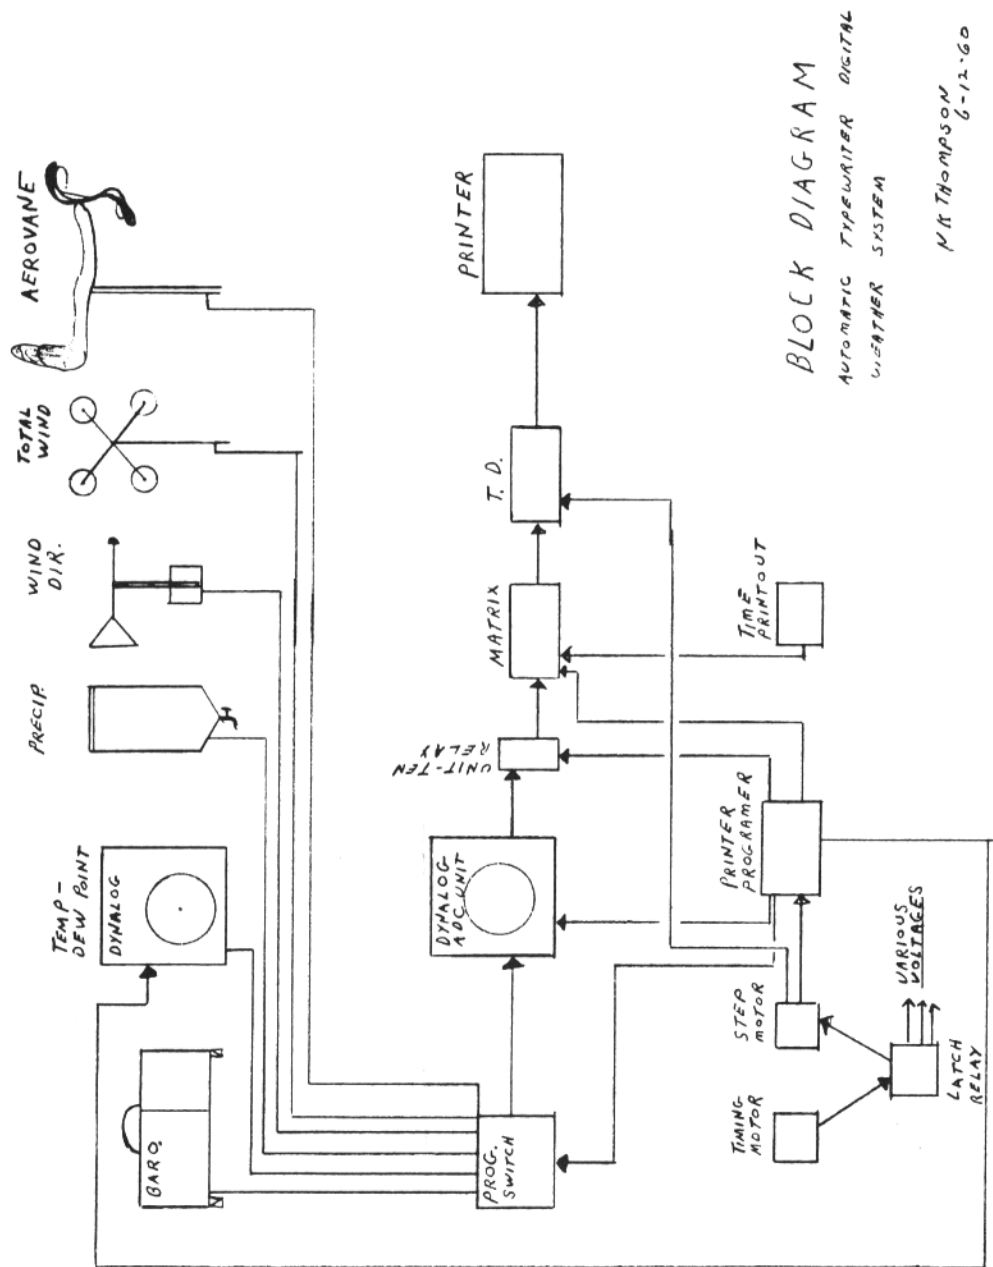 BARO.
TEMP-
DEW POINT
DYNALOG
PRECIP.
WIND
DIR.
TOTAL
WIND
AEROVANE
PROG.
SWITCH
DYNALOG
ADC UNIT
UNIT-TEN
RELAY
MATRIX
T. D.
PRINTER
TIMING
MOTOR
STEP
MOTOR
LATCH
RELAY
VARIOUS
VOLTAGES
PRINTER
PROGRAMER
TIME
PRINTOUT
BLOCK DIAGRAM
AUTOMATIC TYPEWRITER DIGITAL
WEATHER SYSTEM
NK THOMPSON
6-12-60